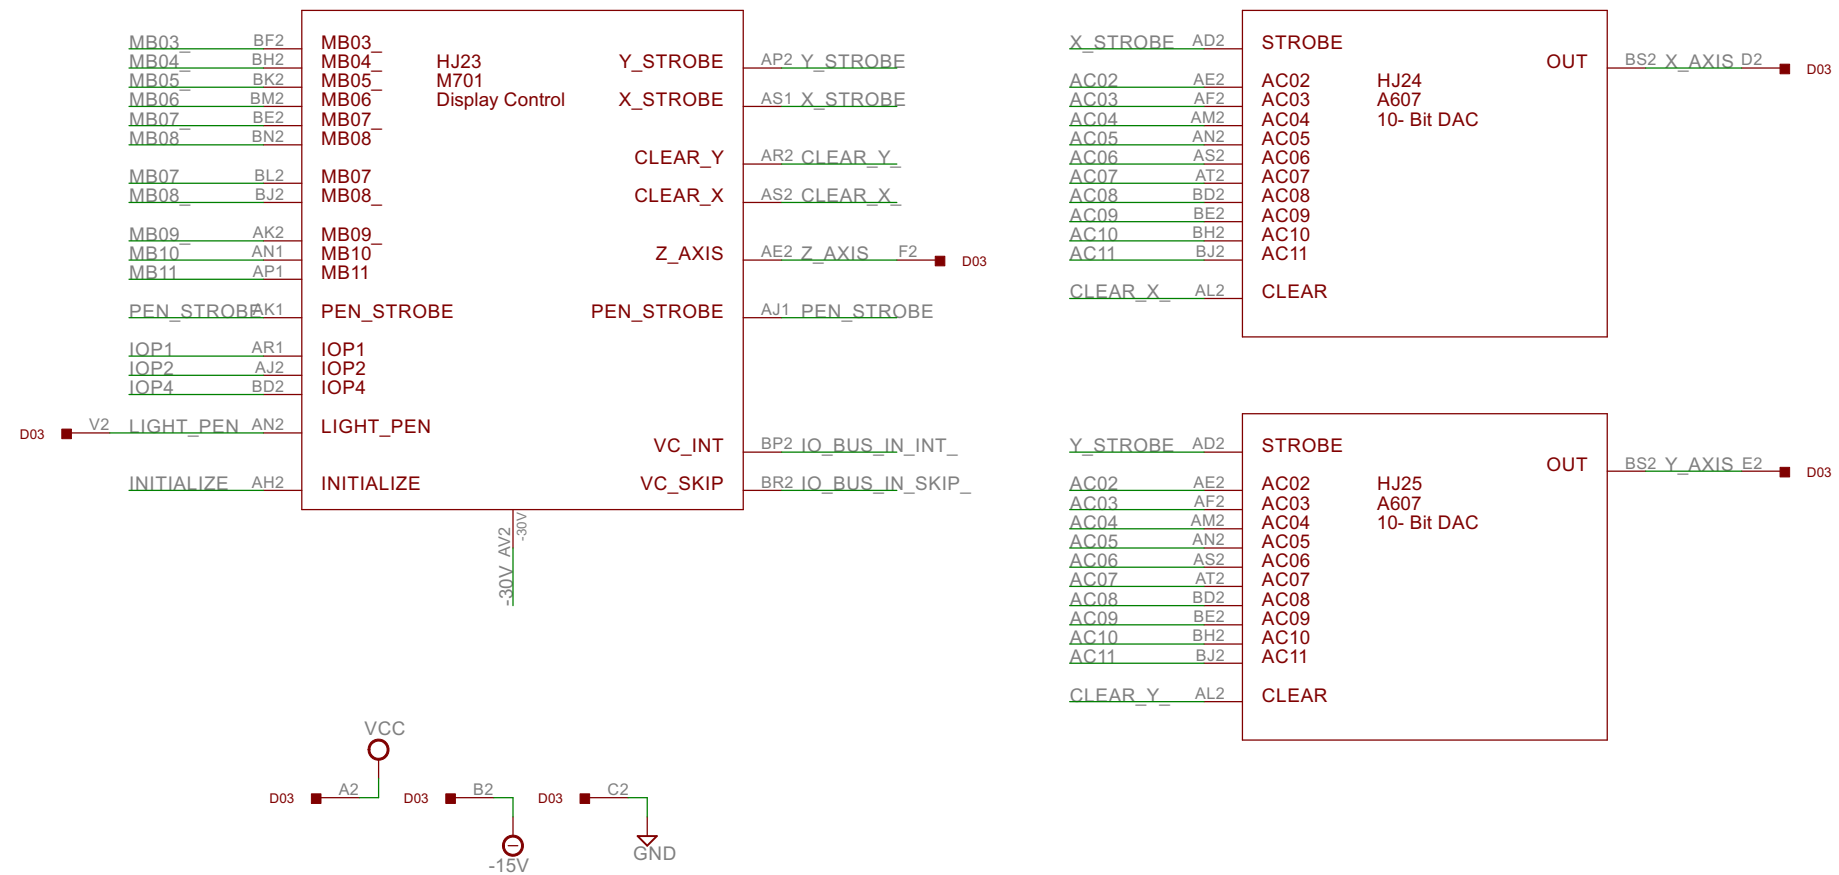 MB03_ BF2 MB03_
MB04_ BH2 MB04_ HJ23 Y_STROBE AP2 Y_STROBE
MB05_ BK2 MB05_ M701
MB06 BM2 MB06 Display Control X_STROBE AS1 X_STROBE
MB07_ BE2 MB07_
MB08 BN2 MB08
CLEAR_Y AR2 CLEAR_Y_
MB07 BL2 MB07
MB08_ BJ2 MB08_ CLEAR_X AS2 CLEAR_X_
MB09_ AK2 MB09_
MB10 AN1 MB10 Z_AXIS AE2 Z_AXIS F2 D03
MB11 AP1 MB11
PEN_STROBE AK1 PEN_STROBE PEN_STROBE AJ1 PEN_STROBE
IOP1 AR1 IOP1
IOP2 AJ2 IOP2
IOP4 BD2 IOP4
D03 V2 LIGHT_PEN AN2 LIGHT_PEN
VC_INT BP2 IO_BUS_IN_INT_
INITIALIZE AH2 INITIALIZE VC_SKIP BR2 IO_BUS_IN_SKIP_
-30V AV2 -30V
X_STROBE AD2 STROBE
OUT BS2 X_AXIS D2 D03
AC02 AE2 AC02 HJ24
AC03 AF2 AC03 A607
AC04 AM2 AC04 10- Bit DAC
AC05 AN2 AC05
AC06 AS2 AC06
AC07 AT2 AC07
AC08 BD2 AC08
AC09 BE2 AC09
AC10 BH2 AC10
AC11 BJ2 AC11
CLEAR_X_ AL2 CLEAR
Y_STROBE AD2 STROBE
OUT BS2 Y_AXIS E2 D03
AC02 AE2 AC02 HJ25
AC03 AF2 AC03 A607
AC04 AM2 AC04 10- Bit DAC
AC05 AN2 AC05
AC06 AS2 AC06
AC07 AT2 AC07
AC08 BD2 AC08
AC09 BE2 AC09
AC10 BH2 AC10
AC11 BJ2 AC11
CLEAR_Y_ AL2 CLEAR
VCC
D03 A2 D03 B2 D03 C2
-15V GND